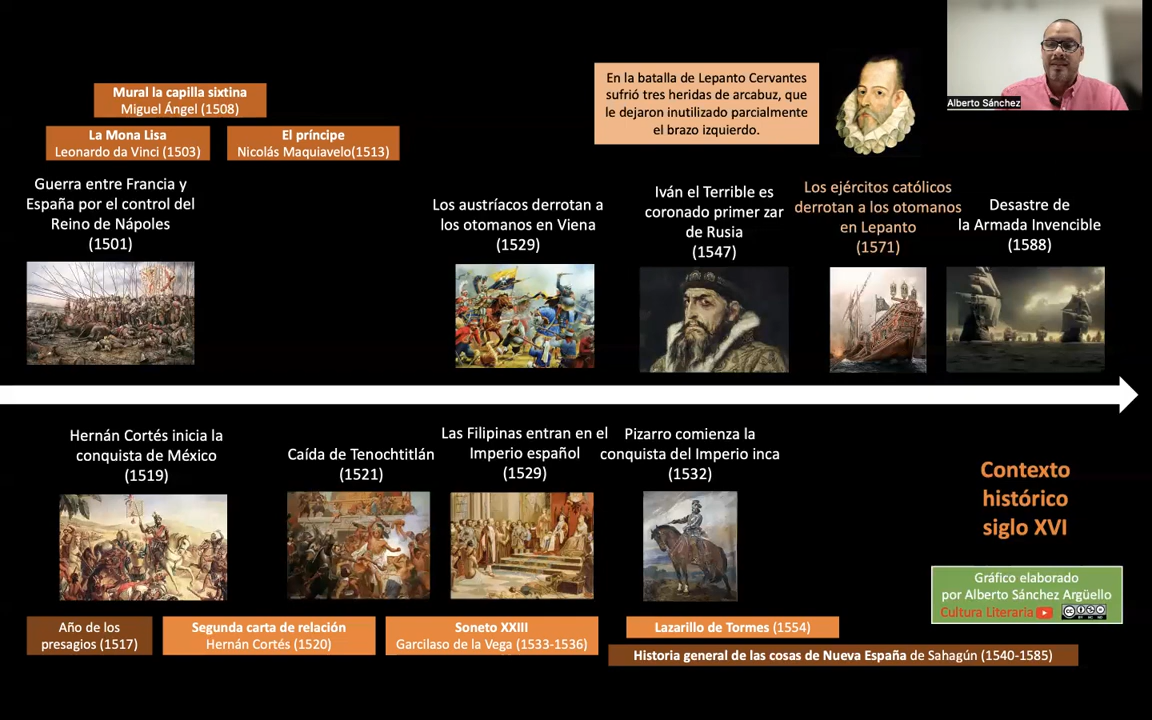 Mural la capilla sixtina
Miguel Ángel (1508)
La Mona Lisa
Leonardo da Vinci (1503)
El príncipe
Nicolás Maquiavelo(1513)
En la batalla de Lepanto Cervantes
sufrió tres heridas de arcabuz, que
le dejaron inutilizado parcialmente
el brazo izquierdo.
Alberto Sánchez
Guerra entre Francia y
España por el control del
Reino de Nápoles
(1501)
Los austríacos derrotan a
los otomanos en Viena
(1529)
Iván el Terrible es
coronado primer zar
de Rusia
(1547)
Los ejércitos católicos
derrotan a los otomanos
en Lepanto
(1571)
Desastre de
la Armada Invencible
(1588)
Hernán Cortés inicia la
conquista de México
(1519)
Caída de Tenochtitlán
(1521)
Las Filipinas entran en el
Imperio español
(1529)
Pizarro comienza la
conquista del Imperio inca
(1532)
Contexto
histórico
siglo XVI
Gráfico elaborado
por Alberto Sánchez Argüello
Cultura Literaria
Año de los
presagios (1517)
Segunda carta de relación
Hernán Cortés (1520)
Soneto XXIII
Garcilaso de la Vega (1533-1536)
Lazarillo de Tormes (1554)
Historia general de las cosas de Nueva España de Sahagún (1540-1585)